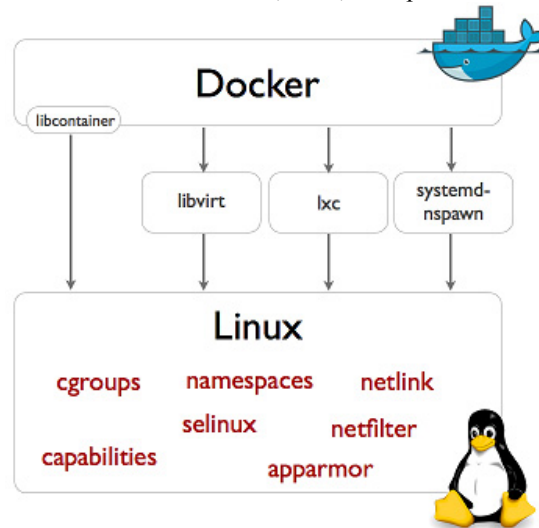 Docker
libcontainer
libvirt
lxc
systemd-
nspawn
Linux
cgroups
namespaces
netlink
selinux
netfilter
capabilities
apparmor